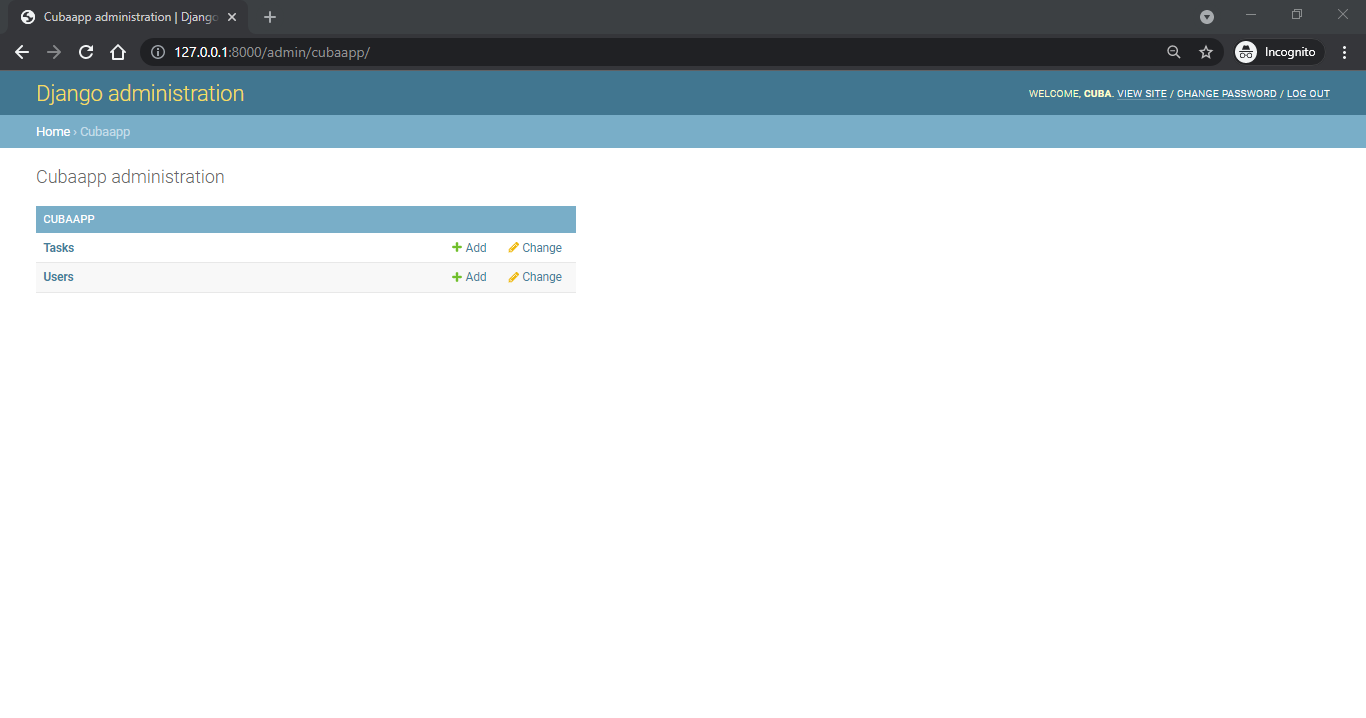 Cubaapp administration | Django
127.0.0.1:8000/admin/cubaapp/
Incognito
Django administration
WELCOME, CUBA. VIEW SITE / CHANGE PASSWORD / LOG OUT
Home › Cubaapp
Cubaapp administration
CUBAAPP
Tasks Add Change
Users Add Change